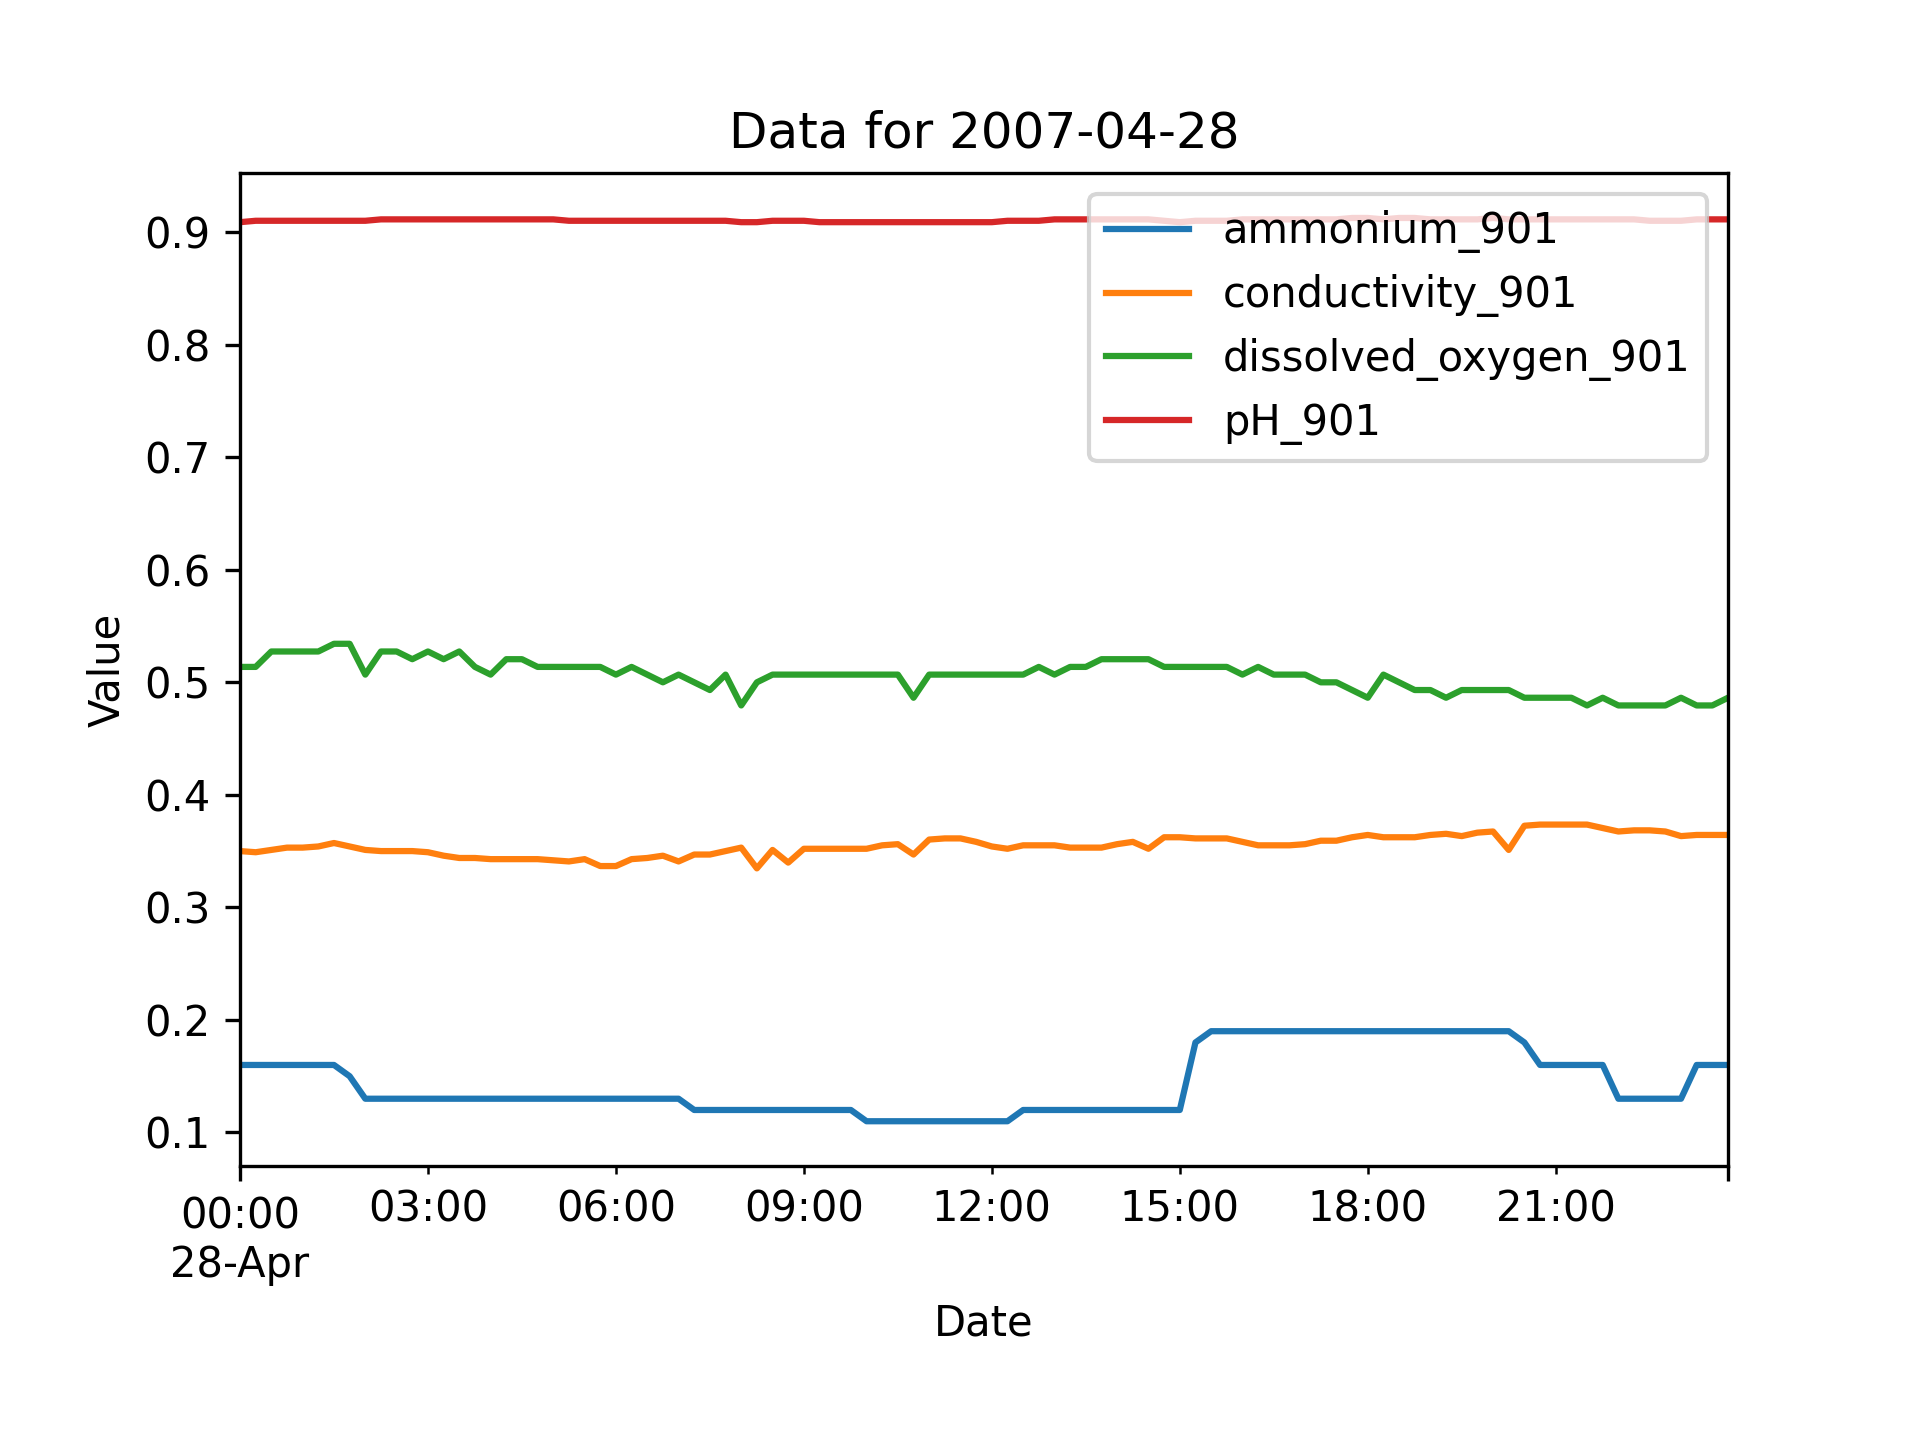 Data for 2007-04-28
ammonium_901
conductivity_901
dissolved_oxygen_901
pH_901
Value
0.9
0.8
0.7
0.6
0.5
0.4
0.3
0.2
0.1
00:00 03:00 06:00 09:00 12:00 15:00 18:00 21:00
28-Apr
Date